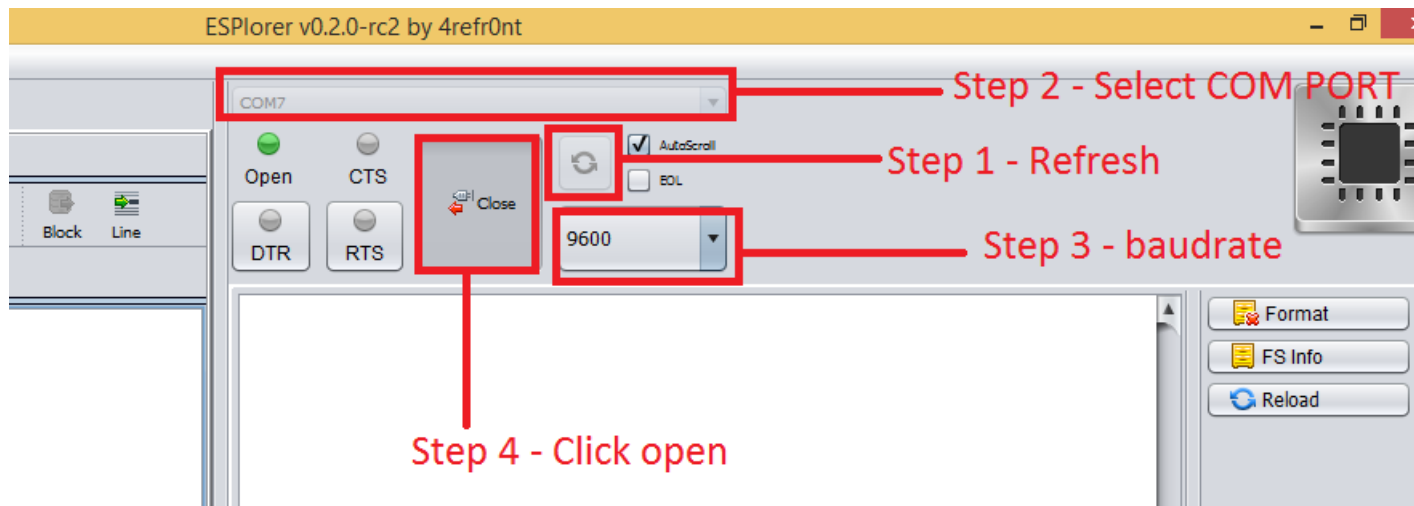 ESPlorer v0.2.0-rc2 by 4refr0nt
Step 2 - Select COM PORT
COM7
AutoScroll
Step 1 - Refresh
Open CTS
EOL
Close
Block Line
9600
Step 3 - baudrate
DTR RTS
Format
FS Info
Reload
Step 4 - Click open